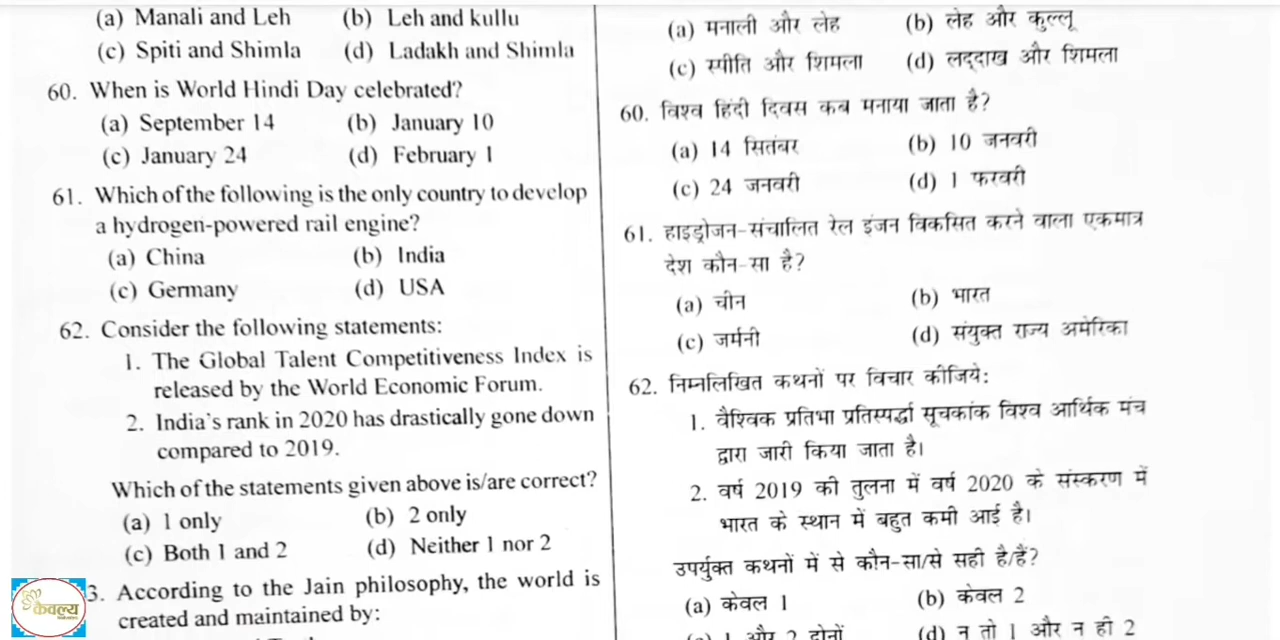 (a) Manali and Leh (b) Leh and kullu
(c) Spiti and Shimla (d) Ladakh and Shimla
60. When is World Hindi Day celebrated?
(a) September 14 (b) January 10
(c) January 24 (d) February 1
61. Which of the following is the only country to develop
a hydrogen-powered rail engine?
(a) China (b) India
(c) Germany (d) USA
62. Consider the following statements:
1. The Global Talent Competitiveness Index is
released by the World Economic Forum.
2. India's rank in 2020 has drastically gone down
compared to 2019.
Which of the statements given above is/are correct?
(a) 1 only (b) 2 only
(c) Both 1 and 2 (d) Neither 1 nor 2
3. According to the Jain philosophy, the world is
created and maintained by:
(a) मनाली और लेह (b) लेह और कुल्लू
(c) स्पीति और शिमला (d) लद्दाख और शिमला
60. विश्व हिंदी दिवस कब मनाया जाता है?
(a) 14 सितंबर (b) 10 जनवरी
(c) 24 जनवरी (d) 1 फरवरी
61. हाइड्रोजन-संचालित रेल इंजन विकसित करने वाला एकमात्र
देश कौन-सा है?
(a) चीन (b) भारत
(c) जर्मनी (d) संयुक्त राज्य अमेरिका
62. निम्नलिखित कथनों पर विचार कीजिये:
1. वैश्विक प्रतिभा प्रतिस्पर्द्धा सूचकांक विश्व आर्थिक मंच
द्वारा जारी किया जाता है।
2. वर्ष 2019 की तुलना में वर्ष 2020 के संस्करण में
भारत के स्थान में बहुत कमी आई है।
उपर्युक्त कथनों में से कौन-सा/से सही है/हैं?
(a) केवल 1 (b) केवल 2
(c) 1 और 2 दोनों (d) न तो 1 और न ही 2
कैवल्य